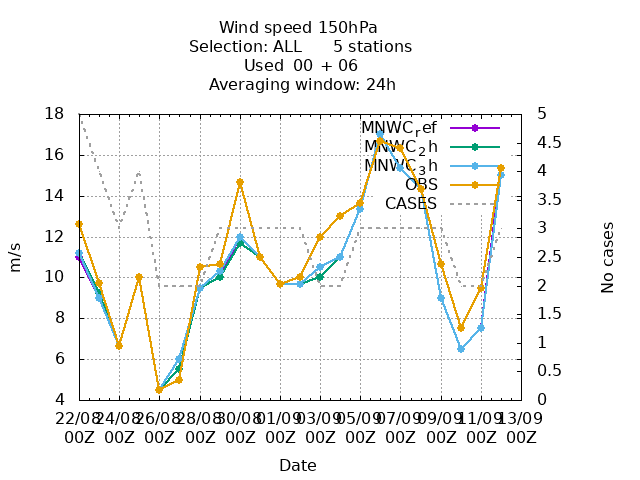 Wind speed 150hPa
Selection: ALL 5 stations
Used 00 + 06
Averaging window: 24h
18 16 14 12 10 8 6 4
m/s
MNWC_ref
MNWC_2h
MNWC_3h
OBS
CASES
5 4.5 4 3.5 3 2.5 2 1.5 1 0.5 0
No cases
22/08 24/08 26/08 28/08 30/08 01/09 03/09 05/09 07/09 09/09 11/09 13/09
00Z 00Z 00Z 00Z 00Z 00Z 00Z 00Z 00Z 00Z 00Z 00Z
Date